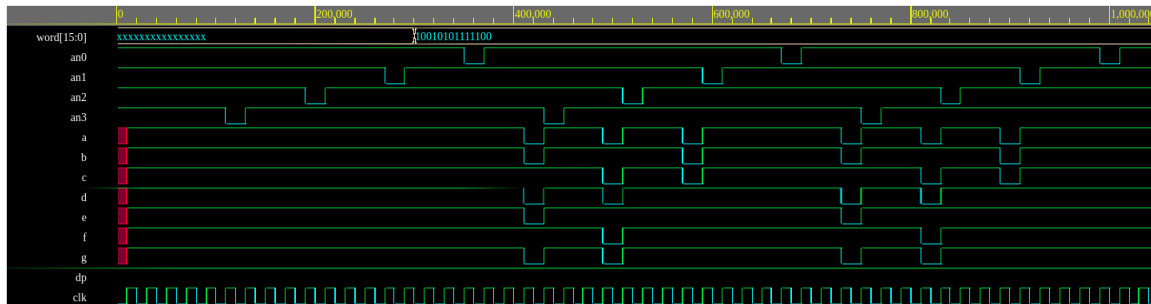 0 200,000 400,000 600,000 800,000 1,000,00
word[15:0] xxxxxxxxxxxxxxxx 10010101111100
an0
an1
an2
an3
a
b
c
d
e
f
g
dp
clk